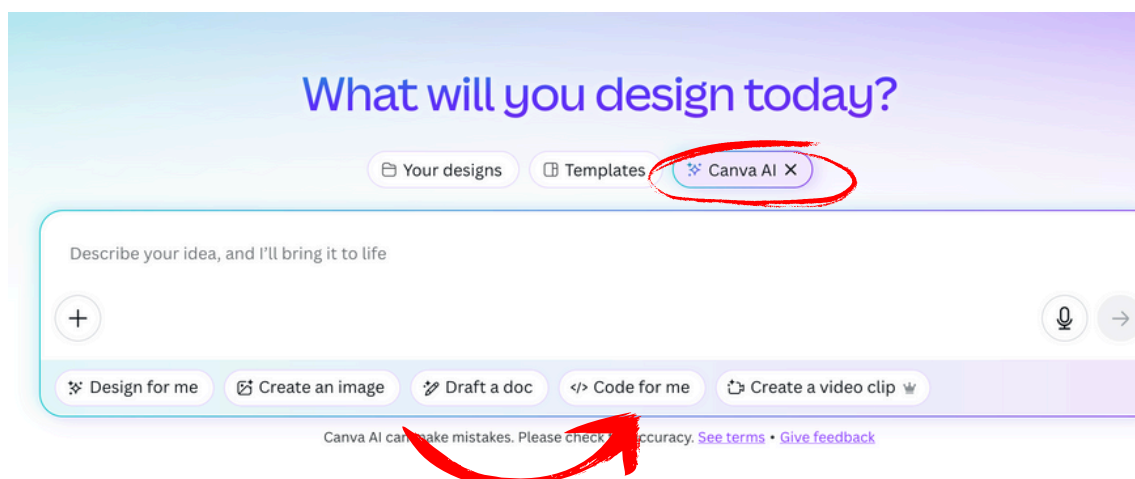 What will you design today?
Your designs Templates Canva AI
Describe your idea, and I'll bring it to life
Design for me Create an image Draft a doc </> Code for me Create a video clip
Canva AI can make mistakes. Please check accuracy. See terms • Give feedback